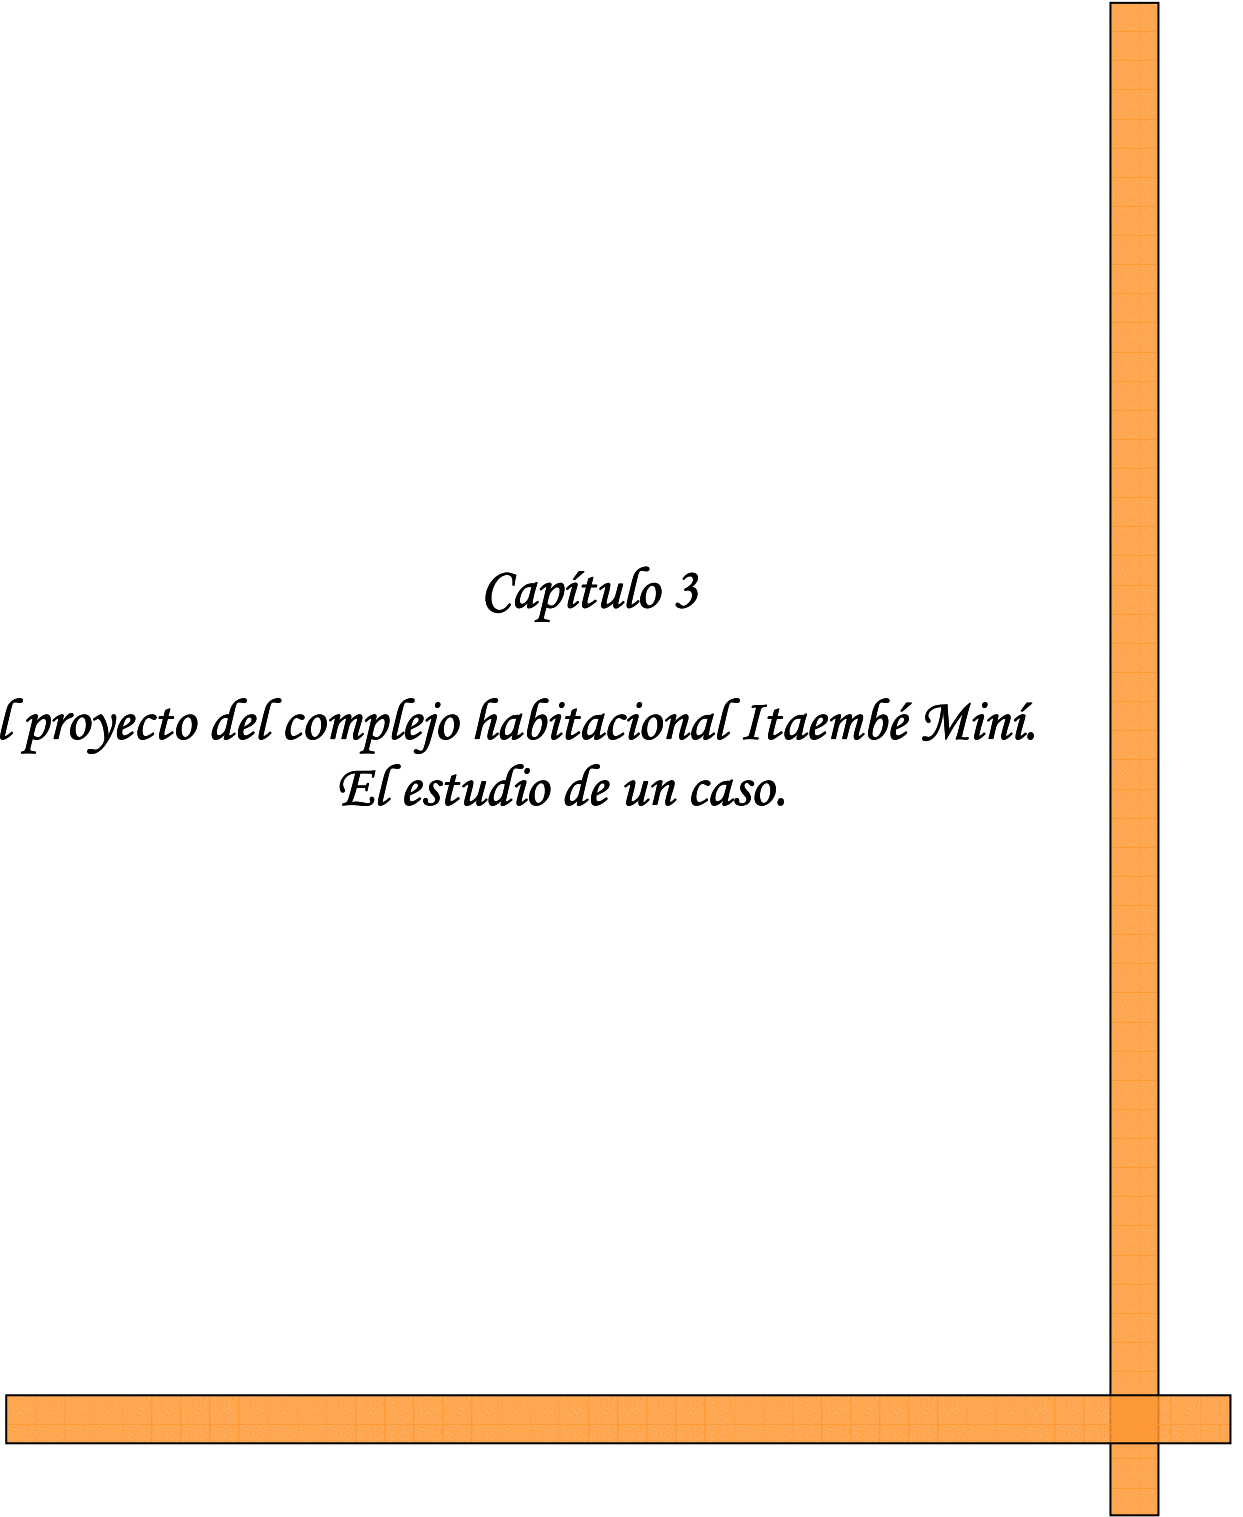 Capítulo 3
l proyecto del complejo habitacional Itaembé Miní.
El estudio de un caso.